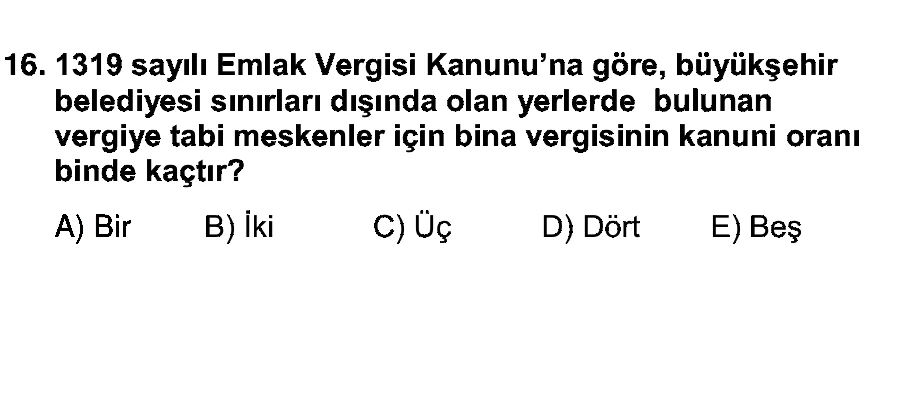 16. 1319 sayılı Emlak Vergisi Kanunu’na göre, büyükşehir
belediyesi sınırları dışında olan yerlerde bulunan
vergiye tabi meskenler için bina vergisinin kanuni oranı
binde kaçtır?
A) Bir B) İki C) Üç D) Dört E) Beş